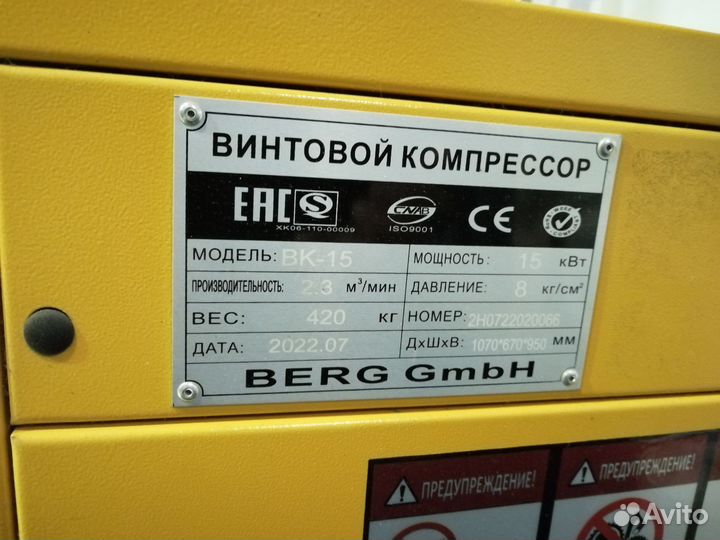 ВИНТОВОЙ КОМПРЕССОР
EAC S CNAB CE
XK06-110-00009 ISO9001
МОДЕЛЬ: BK-15 МОЩНОСТЬ: 15 кВт
ПРОИЗВОДИТЕЛЬНОСТЬ: 2.3 м³/мин ДАВЛЕНИЕ: 8 кг/см²
ВЕС: 420 кг НОМЕР: 2H0722020066
ДАТА: 2022.07 ДхШхВ: 1070*670*950 мм
BERG GmbH
ПРЕДУПРЕЖДЕНИЕ! ПРЕДУПРЕЖДЕНИЕ!
Avito